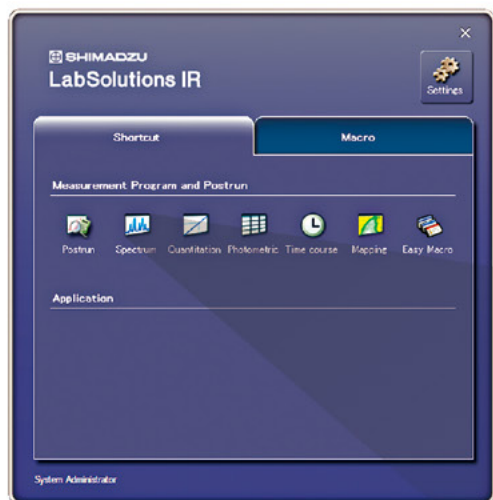 SHIMADZU
LabSolutions IR
Settings
Shortcut Macro
Measurement Program and Postrun
Postrun Spectrum Quantitation Photometric Time course Mapping Easy Macro
Application
System Administrator